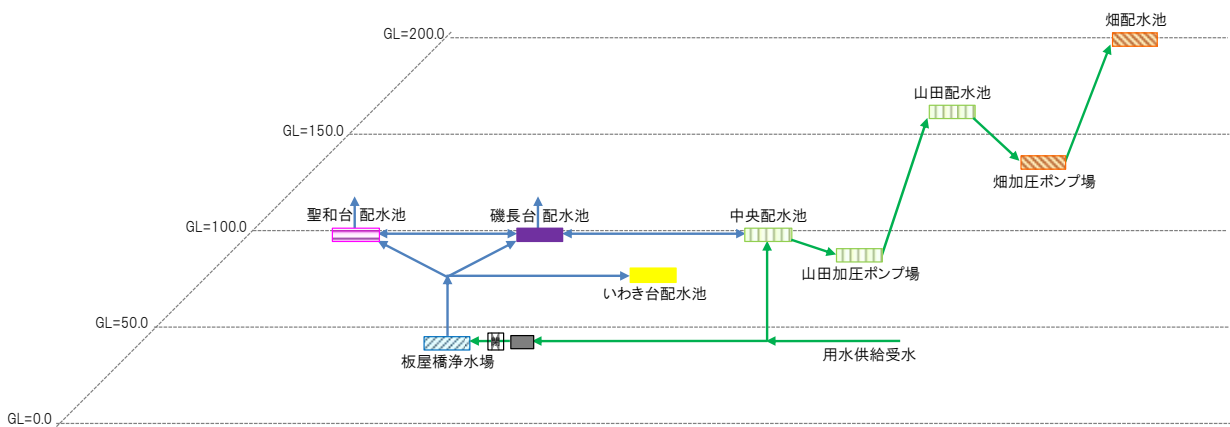 畑配水池
GL=200.0
山田配水池
GL=150.0
畑加圧ポンプ場
聖和台 配水池
磯長台 配水池
中央配水池
GL=100.0
山田加圧ポンプ場
いわき台配水池
GL=50.0
板屋橋浄水場
用水供給受水
GL=0.0